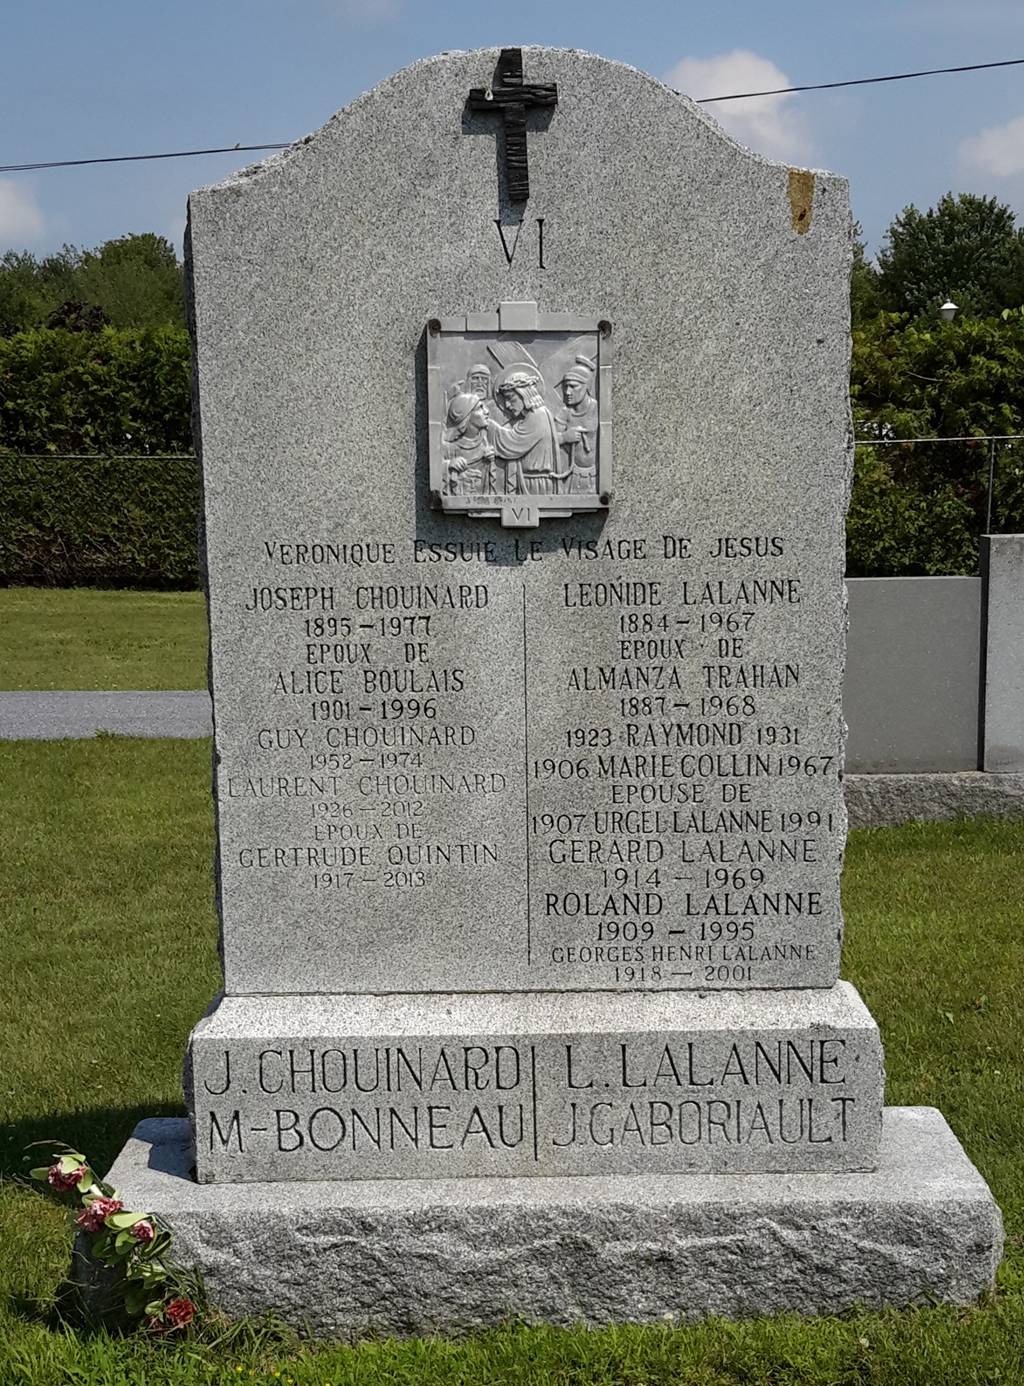 VI
VI
VERONIQUE ESSUIE LE VISAGE DE JESUS
JOSEPH CHOUINARD
1895 - 1977
EPOUX DE
ALICE BOULAIS
1901 - 1996
GUY CHOUINARD
1952 - 1974
LAURENT CHOUINARD
1926 - 2012
EPOUX DE
GERTRUDE QUINTIN
1917 - 2013
LEONIDE LALANNE
1884 - 1967
EPOUX DE
ALMANZA TRAHAN
1887 - 1968
1923 RAYMOND 1931
1906 MARIE COLLIN 1967
EPOUSE DE
1907 URGEL LALANNE 1991
GERARD LALANNE
1914 - 1969
ROLAND LALANNE
1909 - 1995
GEORGES HENRI LALANNE
1918 - 2001
J. CHOUINARD
M-BONNEAU
L. LALANNE
J. GABORIAULT